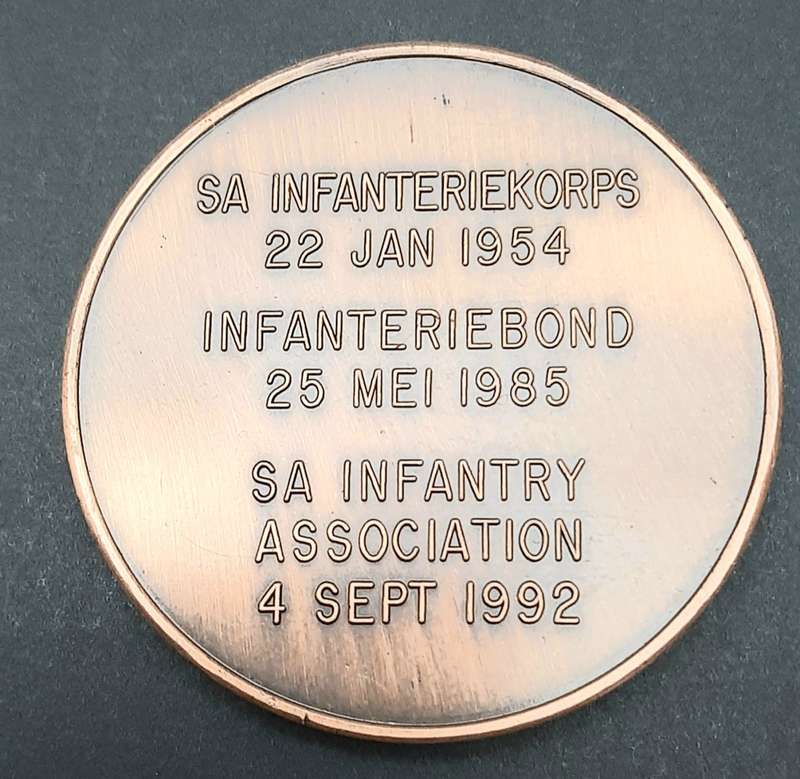 SA INFANTERIEKORPS
22 JAN 1954
INFANTERIEBOND
25 MEI 1985
SA INFANTRY
ASSOCIATION
4 SEPT 1992